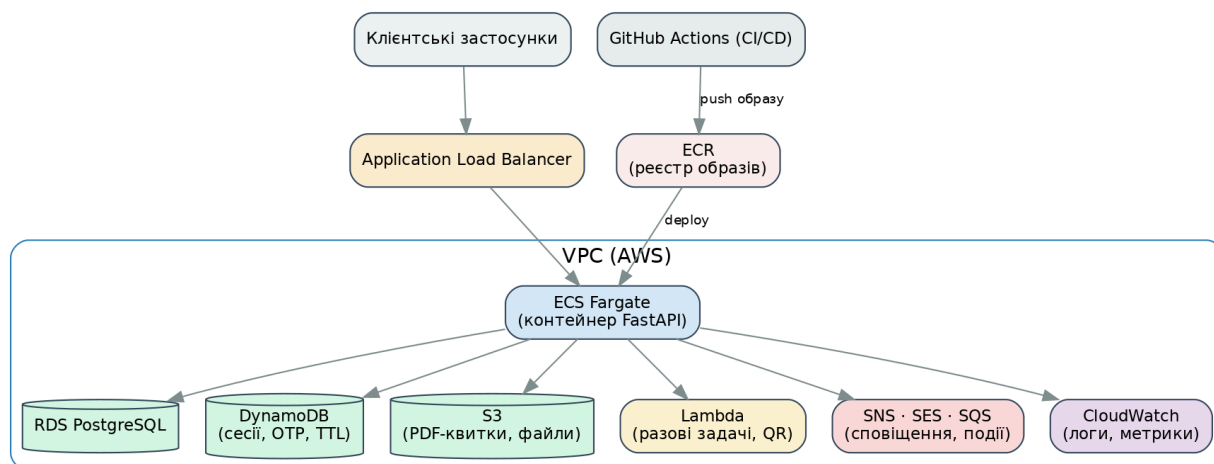 Клієнтські застосунки
GitHub Actions (CI/CD)
push образу
Application Load Balancer
ECR
(реєстр образів)
deploy
VPC (AWS)
ECS Fargate
(контейнер FastAPI)
RDS PostgreSQL
DynamoDB
(сесії, OTP, TTL)
S3
(PDF-квитки, файли)
Lambda
(разові задачі, QR)
SNS · SES · SQS
(сповіщення, події)
CloudWatch
(логи, метрики)